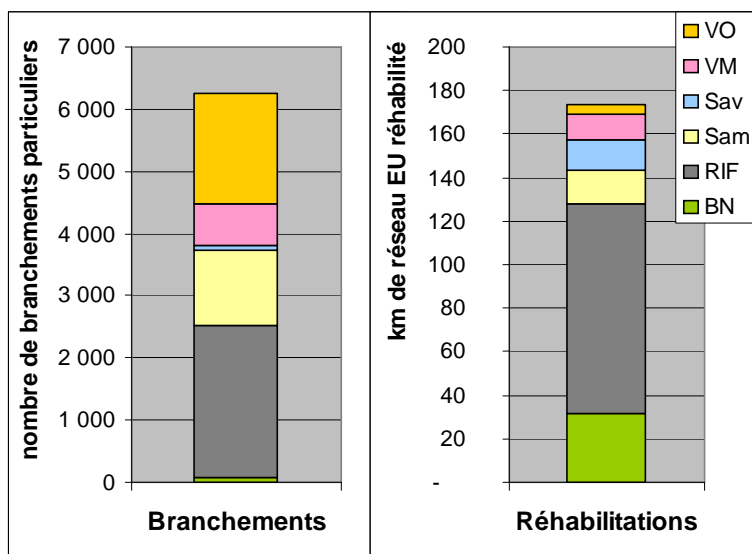 nombre de branchements particuliers
7 000
6 000
5 000
4 000
3 000
2 000
1 000
0
Branchements
km de réseau EU réhabilité
200
180
160
140
120
100
80
60
40
20
-
Réhabilitations
VO
VM
Sav
Sam
RIF
BN